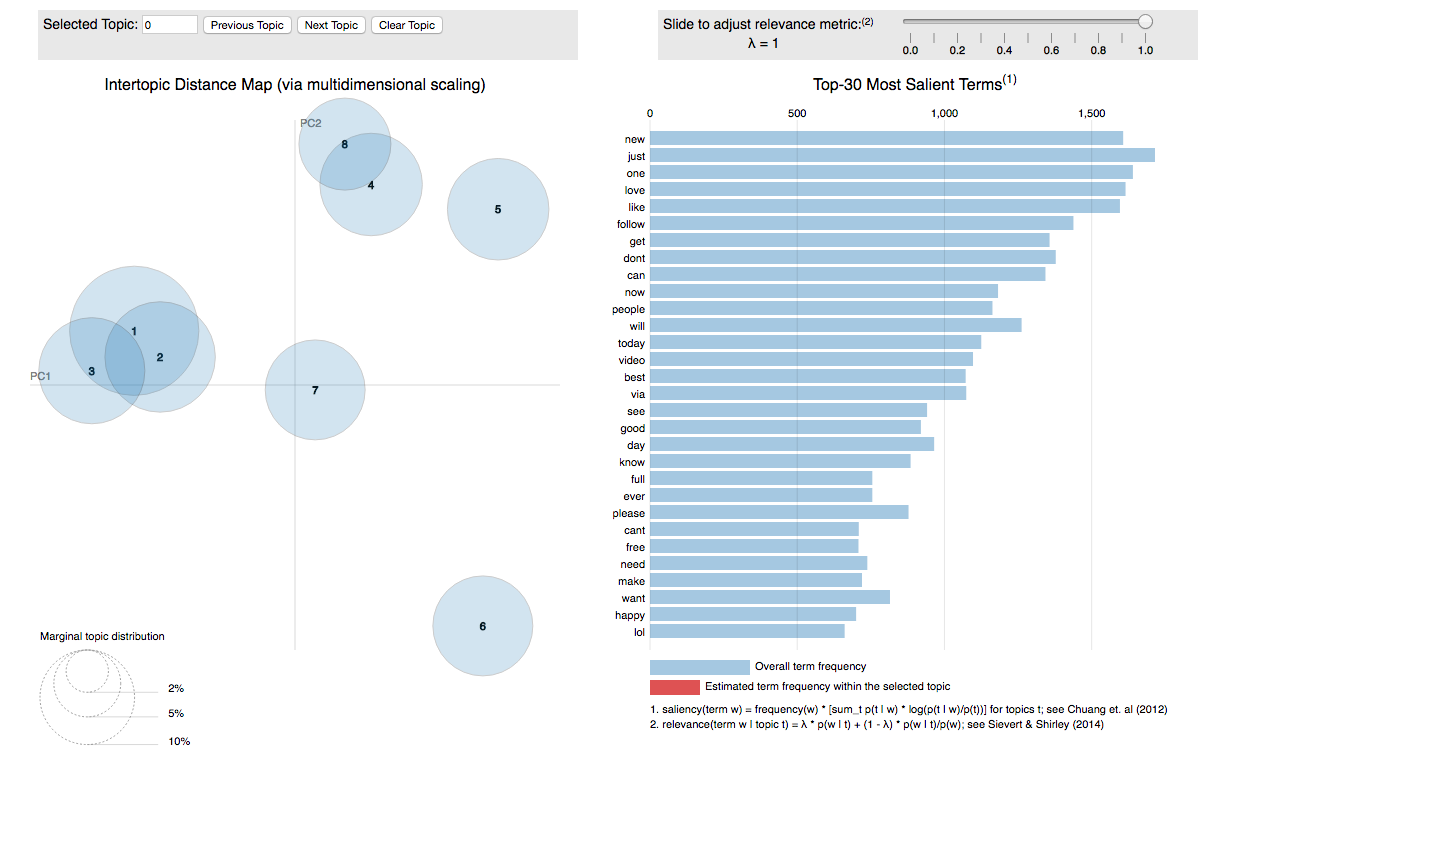 Selected Topic: 0 Previous Topic Next Topic Clear Topic
Slide to adjust relevance metric:(2)
λ = 1
0.0 0.2 0.4 0.6 0.8 1.0
Intertopic Distance Map (via multidimensional scaling)
PC2
8
4
5
1
2
3
PC1
7
6
Marginal topic distribution
2%
5%
10%
Top-30 Most Salient Terms(1)
0 500 1,000 1,500
new
just
one
love
like
follow
get
dont
can
now
people
will
today
video
best
via
see
good
day
know
full
ever
please
cant
free
need
make
want
happy
lol
Overall term frequency
Estimated term frequency within the selected topic
1. saliency(term w) = frequency(w) * [sum_t p(t | w) * log(p(t | w)/p(t))] for topics t; see Chuang et. al (2012)
2. relevance(term w | topic t) = λ * p(w | t) + (1 - λ) * p(w | t)/p(w); see Sievert & Shirley (2014)